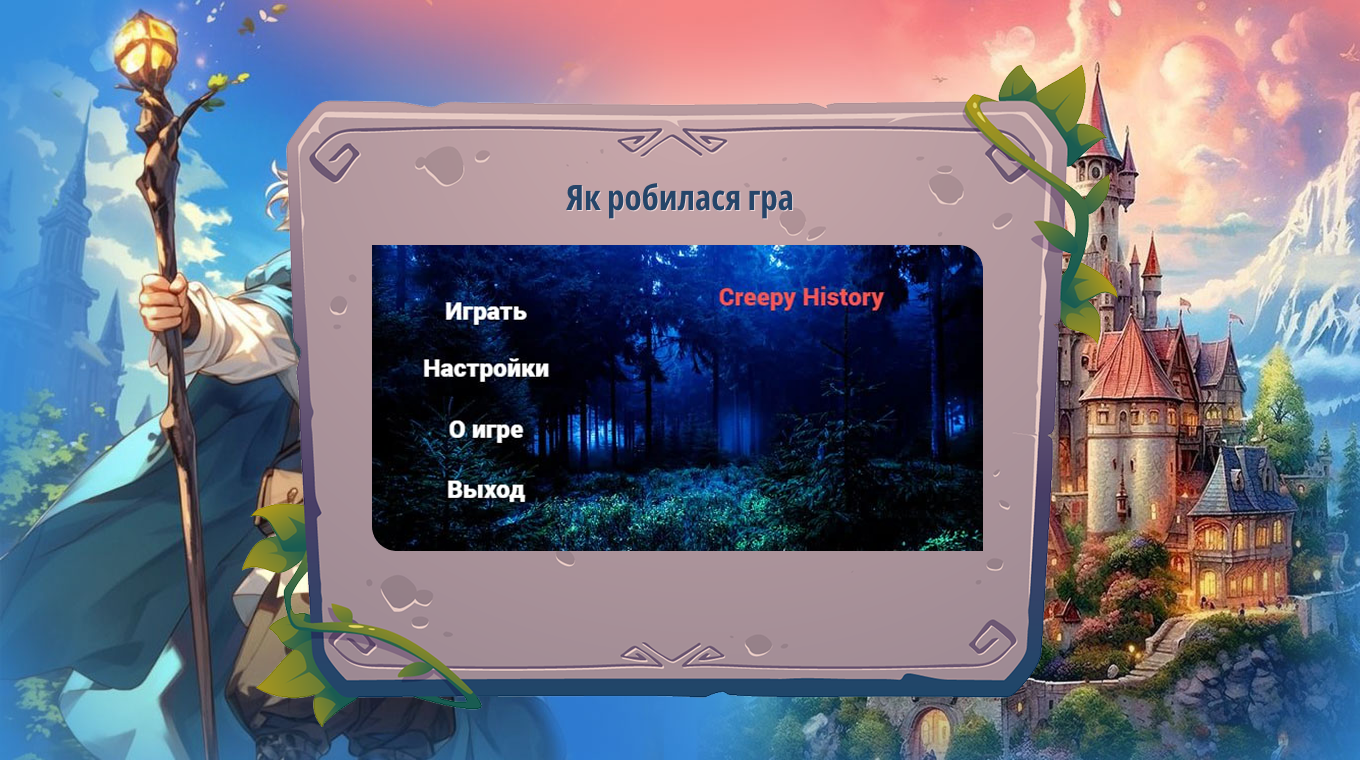 Як робилася гра
Creepy History
Играть
Настройки
О игре
Выход